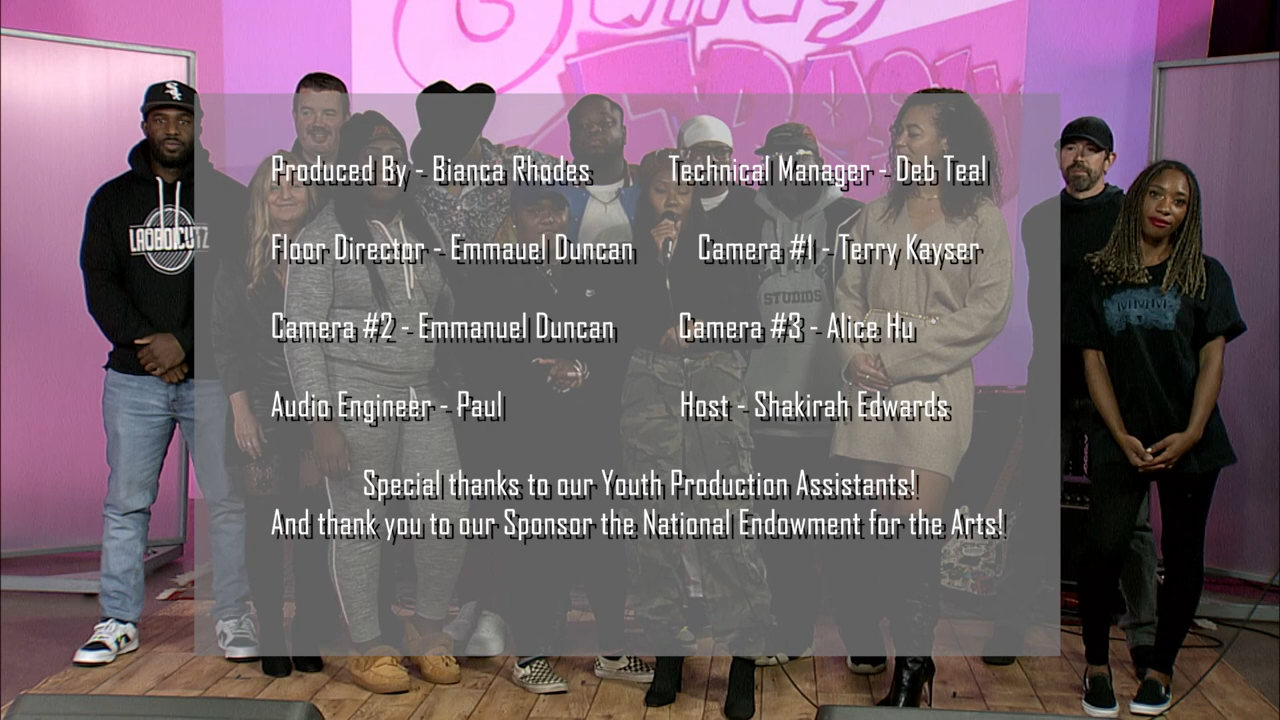 Sunday
Produced By - Bianca Rhodes
Technical Manager - Deb Teal
Floor Director - Emmauel Duncan
Camera #1 - Terry Kayser
Camera #2 - Emmanuel Duncan
Camera #3 - Alice Hu
Audio Engineer - Paul
Host - Shakirah Edwards
Special thanks to our Youth Production Assistants!
And thank you to our Sponsor the National Endowment for the Arts!
LAOBOICUTZ
STUDIOS